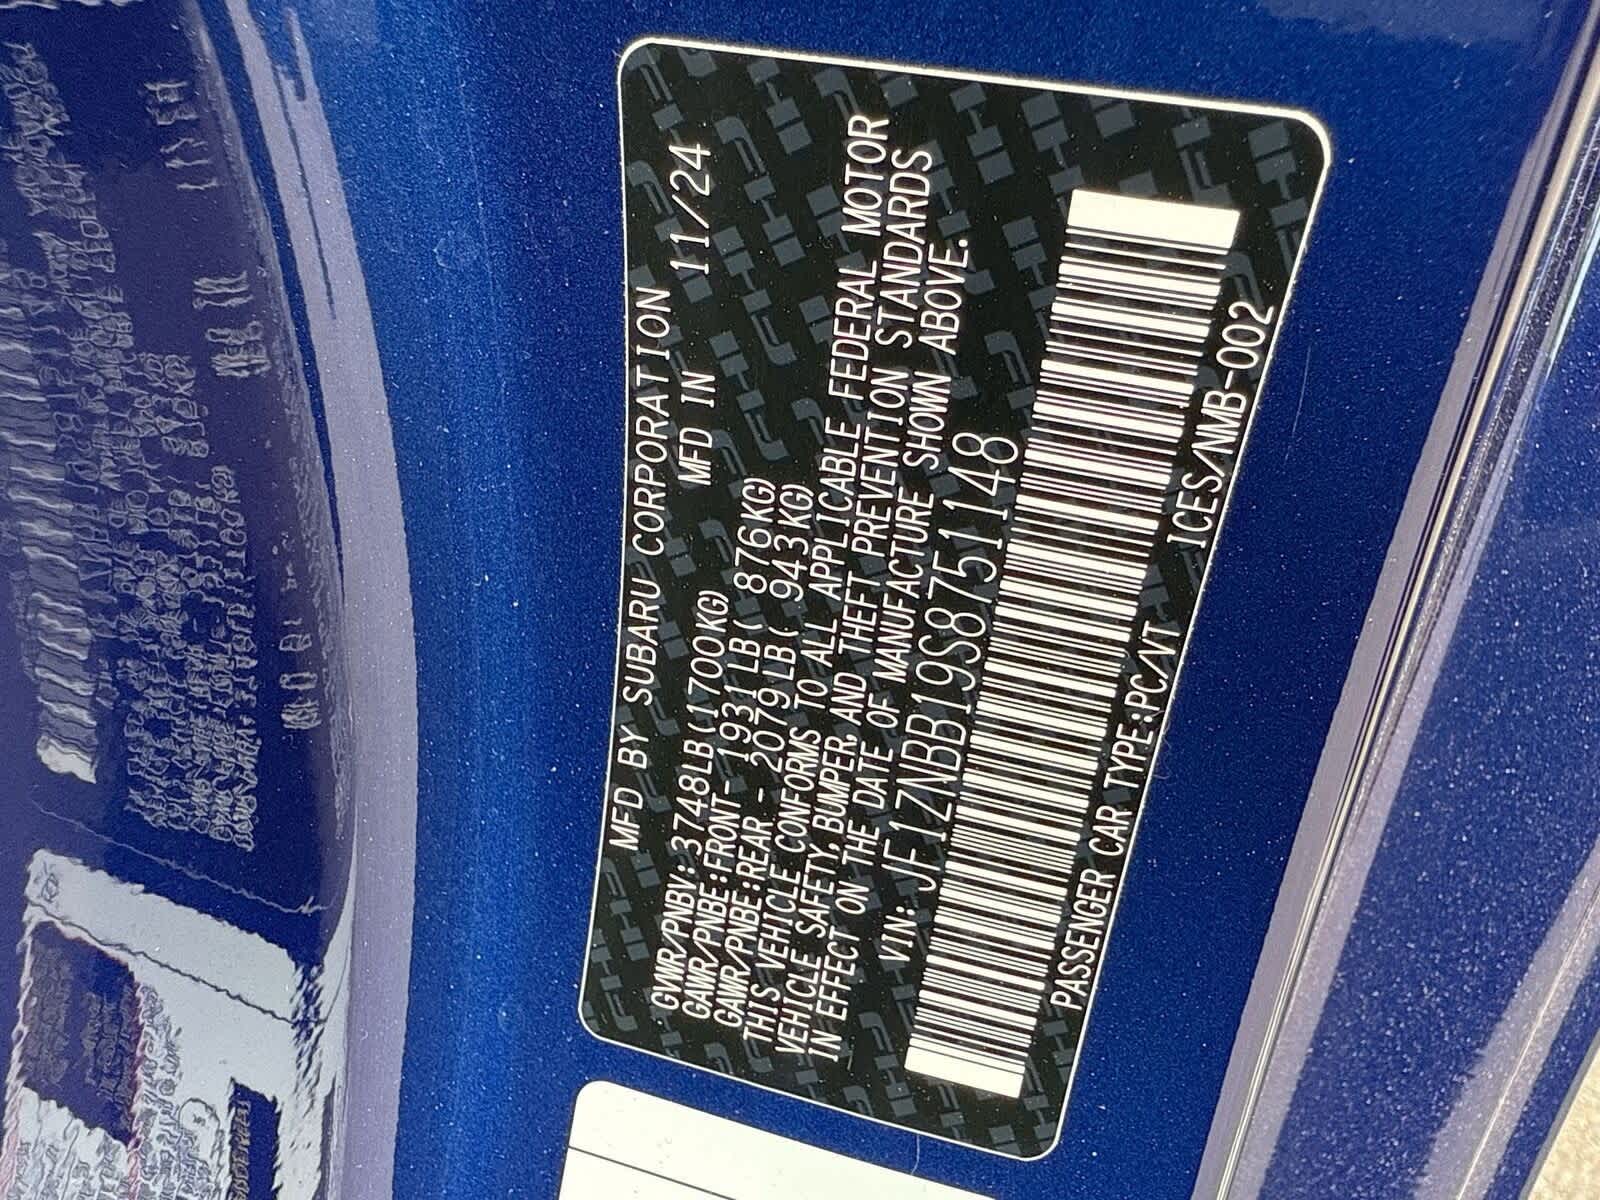 MFD BY SUBARU CORPORATION
MFD IN 11/24
GVWR/PNBV:3748LB(1700KG)
GAWR/PNBE:FRONT- 1931LB( 876KG)
GAWR/PNBE:REAR - 2079LB( 943KG)
THIS VEHICLE CONFORMS TO ALL APPLICABLE FEDERAL MOTOR
VEHICLE SAFETY,BUMPER,AND THEFT PREVENTION STANDARDS
IN EFFECT ON THE DATE OF MANUFACTURE SHOWN ABOVE.
VIN: JF1ZNBB19S8751148
PASSENGER CAR TYPE:PC/VT ICES/NMB-002